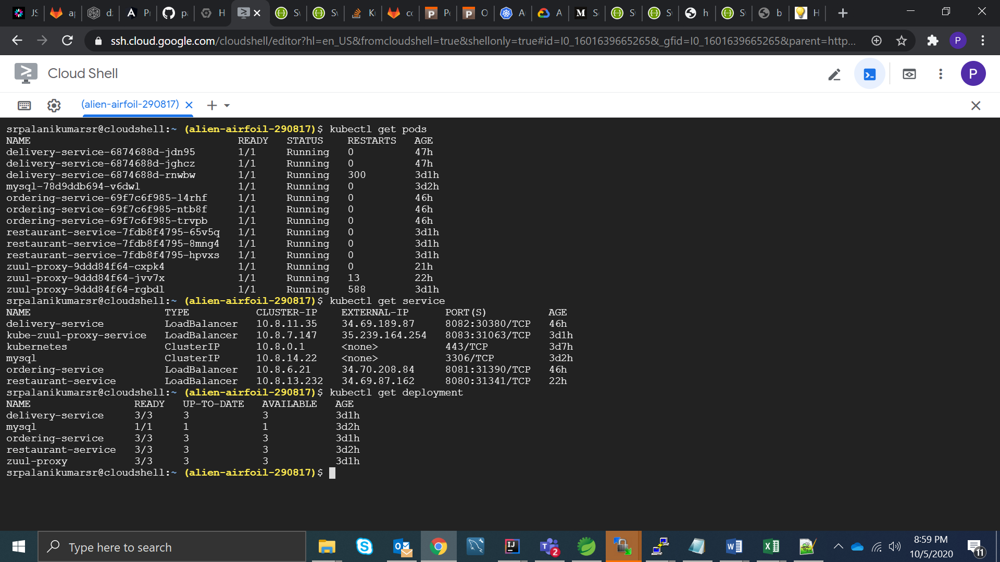 JS
ap
d
Pr
pa
H
Sw
Sw
Ku
co
Pe
O
A
A
M
S
Sw
Sw
h
Sw
b
H
ssh.cloud.google.com/cloudshell/editor?hl=en_US&fromcloudshell=true&shellonly=true#id=I0_1601639665265&_gfid=I0_1601639665265&parent=http...
P
Cloud Shell
P
(alien-airfoil-290817)
srpalanikumarsr@cloudshell:~ (alien-airfoil-290817)$ kubectl get pods
NAME READY STATUS RESTARTS AGE
delivery-service-6874688d-jdn95 1/1 Running 0 47h
delivery-service-6874688d-jghcz 1/1 Running 0 47h
delivery-service-6874688d-rnwbw 1/1 Running 300 3d1h
mysql-78d9ddb694-v6dwl 1/1 Running 0 3d2h
ordering-service-69f7c6f985-l4rhf 1/1 Running 0 46h
ordering-service-69f7c6f985-ntb8f 1/1 Running 0 46h
ordering-service-69f7c6f985-trvpb 1/1 Running 0 46h
restaurant-service-7fdb8f4795-65v5q 1/1 Running 0 3d1h
restaurant-service-7fdb8f4795-8mng4 1/1 Running 0 3d1h
restaurant-service-7fdb8f4795-hpvxs 1/1 Running 0 3d1h
zuul-proxy-9ddd84f64-cxpk4 1/1 Running 0 21h
zuul-proxy-9ddd84f64-jvv7x 1/1 Running 13 22h
zuul-proxy-9ddd84f64-rgbdl 1/1 Running 588 3d1h
srpalanikumarsr@cloudshell:~ (alien-airfoil-290817)$ kubectl get service
NAME TYPE CLUSTER-IP EXTERNAL-IP PORT(S) AGE
delivery-service LoadBalancer 10.8.11.35 34.69.189.87 8082:30380/TCP 46h
kube-zuul-proxy-service LoadBalancer 10.8.7.147 35.239.164.254 8083:31063/TCP 3d1h
kubernetes ClusterIP 10.8.0.1 <none> 443/TCP 3d7h
mysql ClusterIP 10.8.14.22 <none> 3306/TCP 3d2h
ordering-service LoadBalancer 10.8.6.21 34.70.208.84 8081:31390/TCP 46h
restaurant-service LoadBalancer 10.8.13.232 34.69.87.162 8080:31341/TCP 22h
srpalanikumarsr@cloudshell:~ (alien-airfoil-290817)$ kubectl get deployment
NAME READY UP-TO-DATE AVAILABLE AGE
delivery-service 3/3 3 3 3d1h
mysql 1/1 1 1 3d2h
ordering-service 3/3 3 3 3d1h
restaurant-service 3/3 3 3 3d2h
zuul-proxy 3/3 3 3 3d1h
srpalanikumarsr@cloudshell:~ (alien-airfoil-290817)$
Type here to search
2
8:59 PM
10/5/2020
11